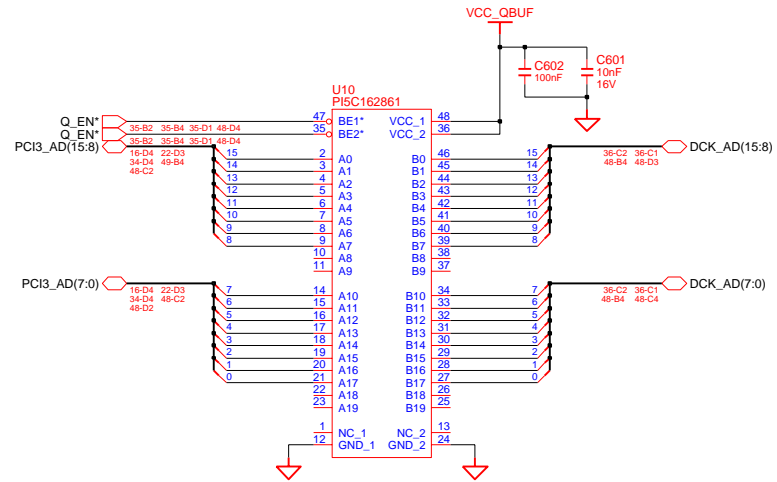 VCC_QBUF
C602
100nF
C601
10nF
16V
U10
PI5C162861
Q_EN* 35-B2 35-B4 35-D1 48-D4 47 BE1* VCC_1 48
Q_EN* 35-B2 35-B4 35-D1 48-D4 35 BE2* VCC_2 36
PCI3_AD(15:8) DCK_AD(15:8)
16-D4 22-D3 36-C2 36-C1
34-D4 49-B4 48-B4 48-D3
48-C2
15 2 A0 B0 46 15
14 3 A1 B1 45 14
13 4 A2 B2 44 13
12 5 A3 B3 43 12
11 6 A4 B4 42 11
10 7 A5 B5 41 10
9 8 A6 B6 40 9
8 9 A7 B7 39 8
10 A8 B8 38
11 A9 B9 37
PCI3_AD(7:0) DCK_AD(7:0)
16-D4 22-D3 36-C2 36-C1
34-D4 48-C2 48-B4 48-C4
48-D2
7 14 A10 B10 34 7
6 15 A11 B11 33 6
5 16 A12 B12 32 5
4 17 A13 B13 31 4
3 18 A14 B14 30 3
2 19 A15 B15 29 2
1 20 A16 B16 28 1
0 21 A17 B17 27 0
22 A18 B18 26
23 A19 B19 25
1 NC_1 NC_2 13
12 GND_1 GND_2 24